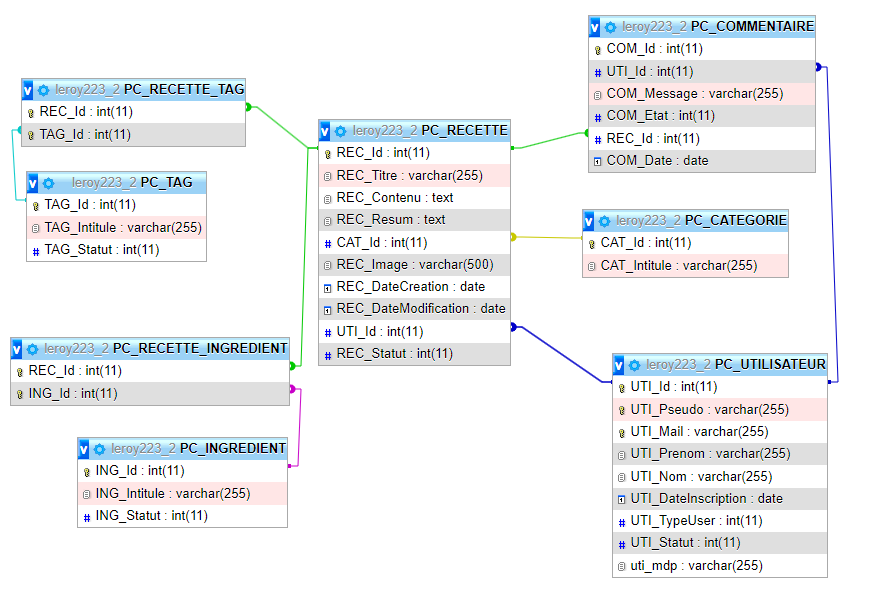 v leroy223_2 PC_RECETTE_TAG
REC_Id : int(11)
TAG_Id : int(11)
v leroy223_2 PC_TAG
TAG_Id : int(11)
TAG_Intitule : varchar(255)
# TAG_Statut : int(11)
v leroy223_2 PC_RECETTE_INGREDIENT
REC_Id : int(11)
ING_Id : int(11)
v leroy223_2 PC_INGREDIENT
ING_Id : int(11)
ING_Intitule : varchar(255)
# ING_Statut : int(11)
v leroy223_2 PC_RECETTE
REC_Id : int(11)
REC_Titre : varchar(255)
REC_Contenu : text
REC_Resum : text
# CAT_Id : int(11)
REC_Image : varchar(500)
REC_DateCreation : date
REC_DateModification : date
# UTI_Id : int(11)
# REC_Statut : int(11)
v leroy223_2 PC_COMMENTAIRE
COM_Id : int(11)
# UTI_Id : int(11)
COM_Message : varchar(255)
# COM_Etat : int(11)
# REC_Id : int(11)
COM_Date : date
v leroy223_2 PC_CATEGORIE
CAT_Id : int(11)
CAT_Intitule : varchar(255)
v leroy223_2 PC_UTILISATEUR
UTI_Id : int(11)
UTI_Pseudo : varchar(255)
UTI_Mail : varchar(255)
UTI_Prenom : varchar(255)
UTI_Nom : varchar(255)
UTI_DateInscription : date
# UTI_TypeUser : int(11)
# UTI_Statut : int(11)
uti_mdp : varchar(255)